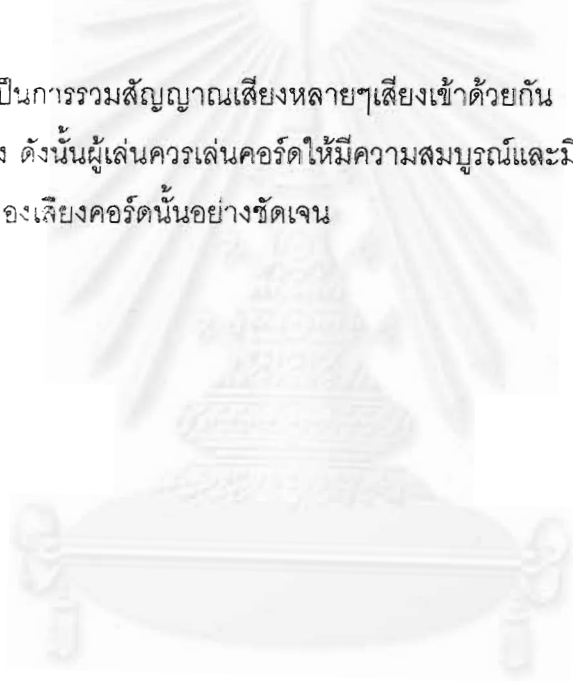 ป็นการรวมสัญญาณเสียงหลายๆเสียงเข้าด้วยกัน
ง ดังนั้นผู้เล่นควรเล่นคอร์ดให้มีความสมบูรณ์และมี
องเสียงคอร์ดนั้นอย่างชัดเจน